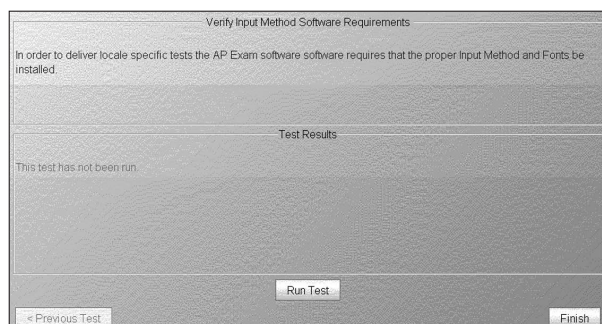 Verify Input Method Software Requirements
In order to deliver locale specific tests the AP Exam software software requires that the proper Input Method and Fonts be
installed.
Test Results
This test has not been run.
Run Test
< Previous Test
Finish